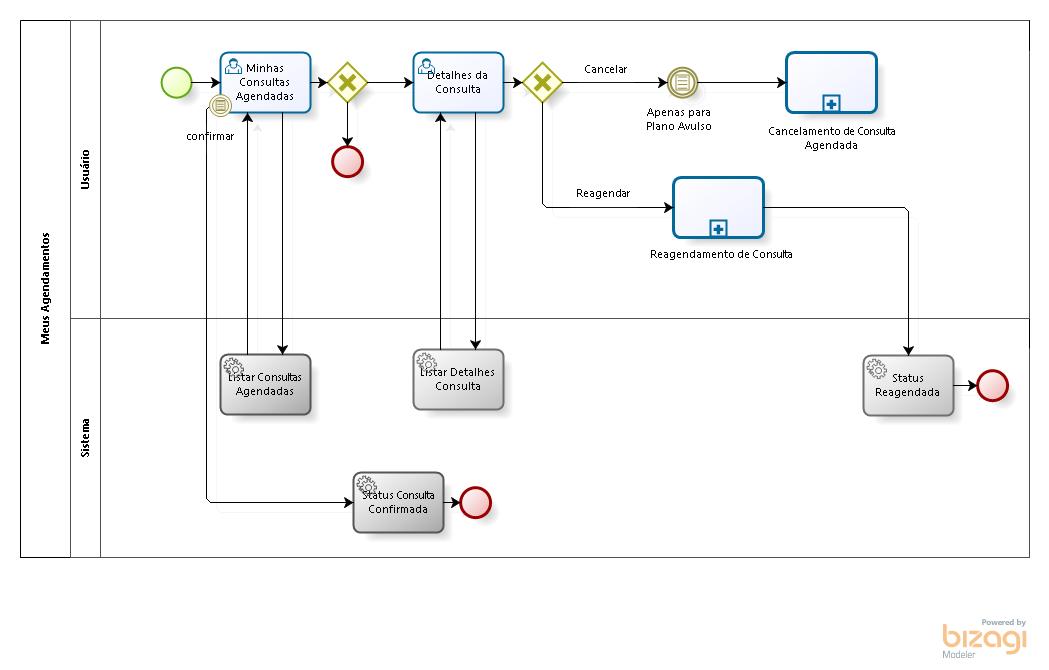 Meus Agendamentos
Usuário
Minhas
Consultas
Agendadas
confirmar
Detalhes da
Consulta
Cancelar
Apenas para
Plano Avulso
Cancelamento de Consulta
Agendada
Reagendar
Reagendamento de Consulta
Sistema
Listar Consultas
Agendadas
Listar Detalhes
Consulta
Status
Reagendada
Status Consulta
Confirmada
Powered by
bizagi
Modeler